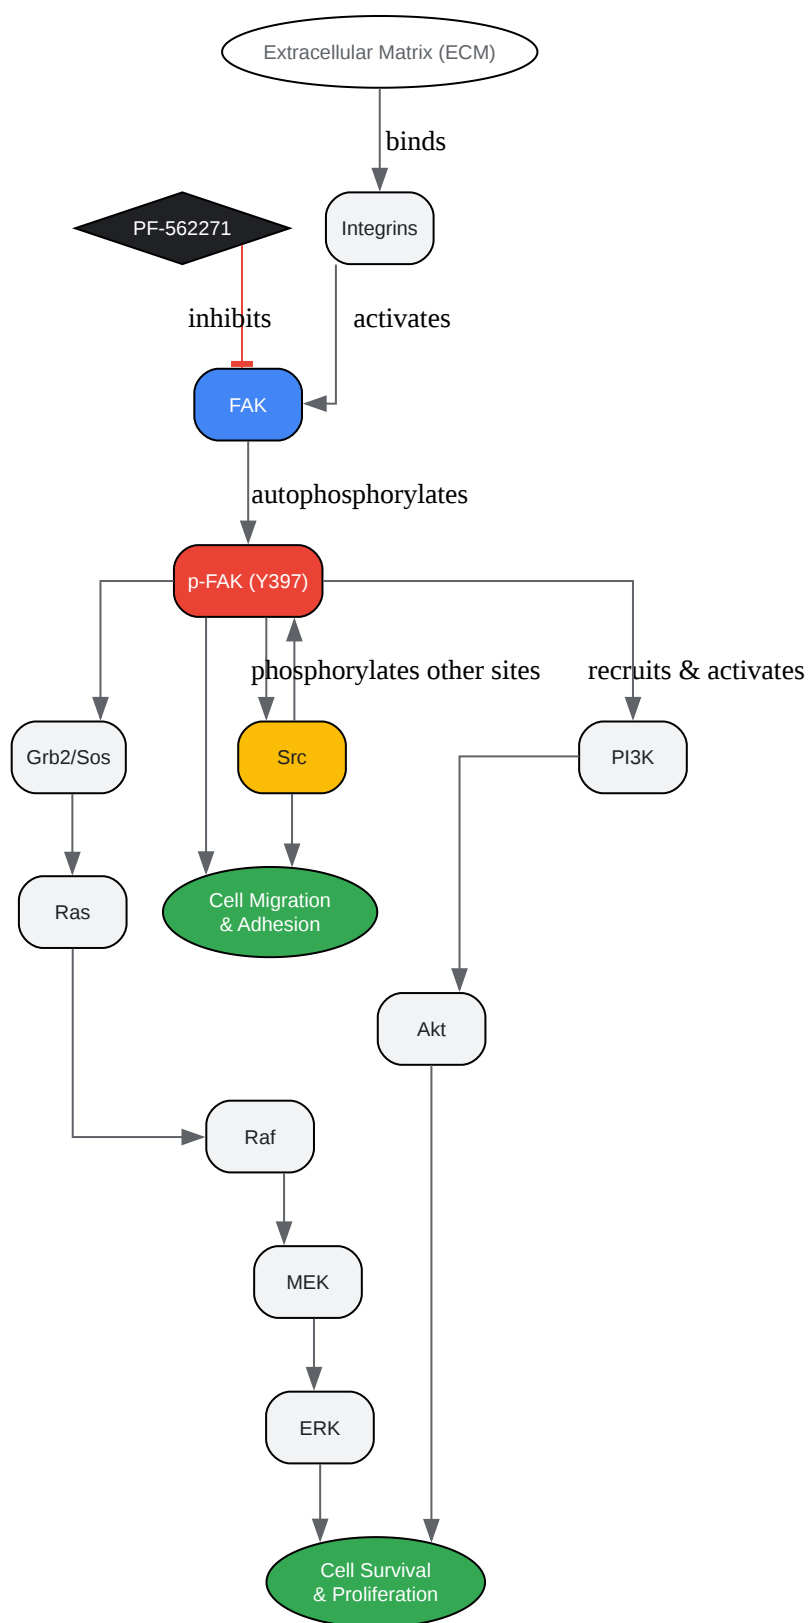 Extracellular Matrix (ECM)
binds
PF-562271
Integrins
inhibits
activates
FAK
autophosphorylates
p-FAK (Y397)
phosphorylates other sites
recruits & activates
Grb2/Sos
Src
PI3K
Ras
Cell Migration
& Adhesion
Akt
Raf
MEK
ERK
Cell Survival
& Proliferation